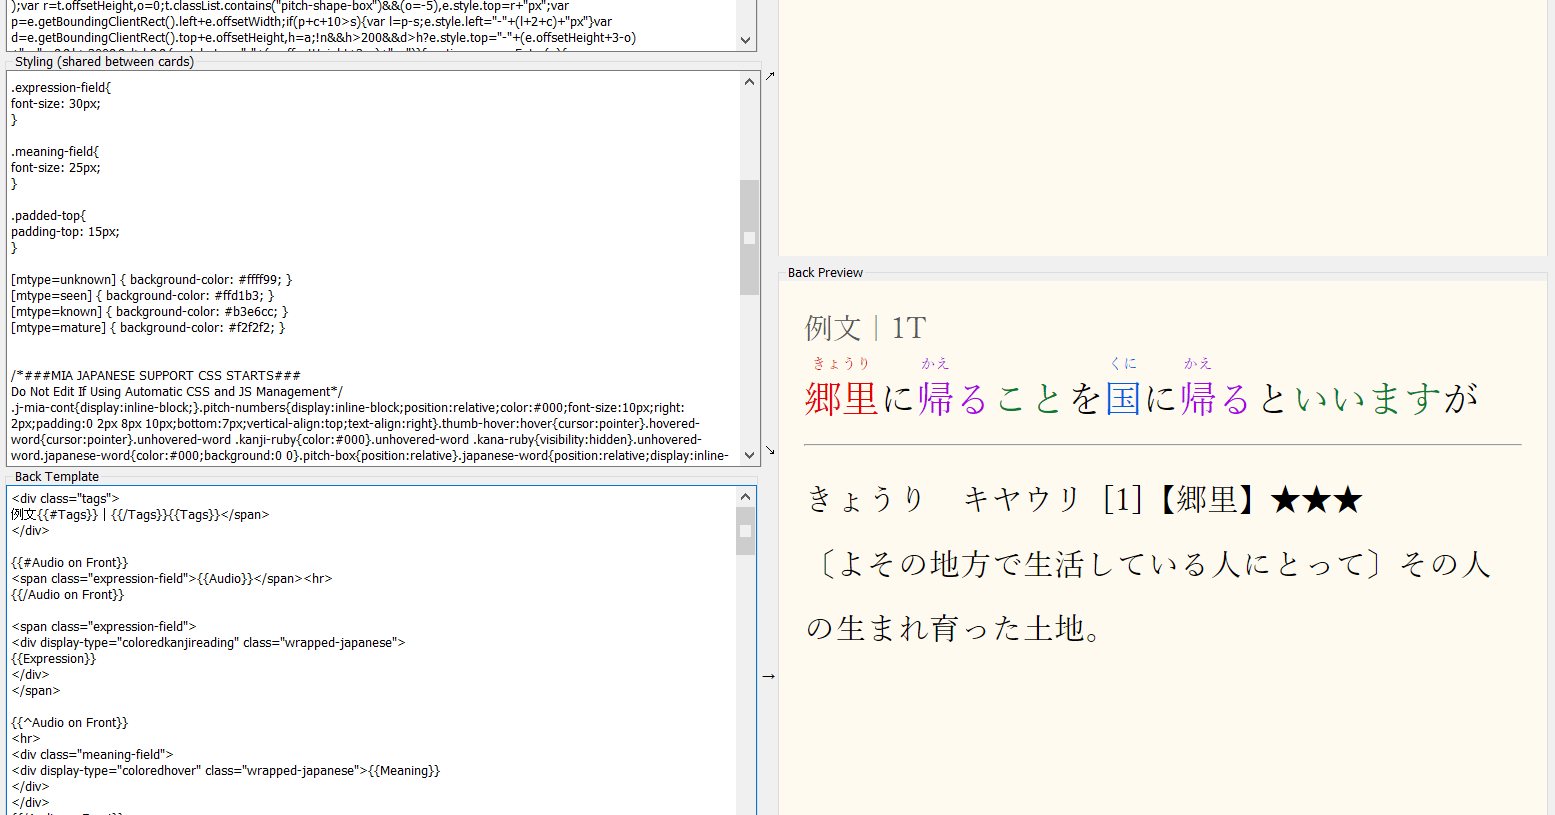 );var r=t.offsetHeight,o=0;t.classList.contains("pitch-shape-box")&&(o=-5),e.style.top=r+"px";var
p=e.getBoundingClientRect().left+e.offsetWidth;if(p+c+10>s){var l=p-s;e.style.left="-"+(l+2+c)+"px"}var
d=e.getBoundingClientRect().top+e.offsetHeight,h=a;!n&&h>200&&d>h?e.style.top="-"+(e.offsetHeight+3-o)
Styling (shared between cards)
.expression-field{
font-size: 30px;
}
.meaning-field{
font-size: 25px;
}
.padded-top{
padding-top: 15px;
}
[mtype=unknown] { background-color: #ffff99; }
[mtype=seen] { background-color: #ffd1b3; }
[mtype=known] { background-color: #b3e6cc; }
[mtype=mature] { background-color: #f2f2f2; }
/*###MIA JAPANESE SUPPORT CSS STARTS###
Do Not Edit If Using Automatic CSS and JS Management*/
.j-mia-cont{display:inline-block;}.pitch-numbers{display:inline-block;position:relative;color:#000;font-size:10px;right:
2px;padding:0 2px 8px 10px;bottom:7px;vertical-align:top;text-align:right}.thumb-hover:hover{cursor:pointer}.hovered-
word{cursor:pointer}.unhovered-word .kanji-ruby{color:#000}.unhovered-word .kana-ruby{visibility:hidden}.unhovered-
word.japanese-word{color:#000;background:0 0}.pitch-box{position:relative}.japanese-word{position:relative;display:inline-
Back Template
<div class="tags">
例文{{#Tags}} | {{/Tags}}{{Tags}}</span>
</div>
{{#Audio on Front}}
<span class="expression-field">{{Audio}}</span><hr>
{{/Audio on Front}}
<span class="expression-field">
<div display-type="coloredkanjireading" class="wrapped-japanese">
{{Expression}}
</div>
</span>
{{^Audio on Front}}
<hr>
<div class="meaning-field">
<div display-type="coloredhover" class="wrapped-japanese">{{Meaning}}
</div>
</div>
Back Preview
例文 | 1T
きょうり かえ くに かえ
郷里に帰ることを国に帰るといいますが
きょうり　キヤウリ [1]【郷里】★★★
〔よその地方で生活している人にとって〕その人
の生まれ育った土地。